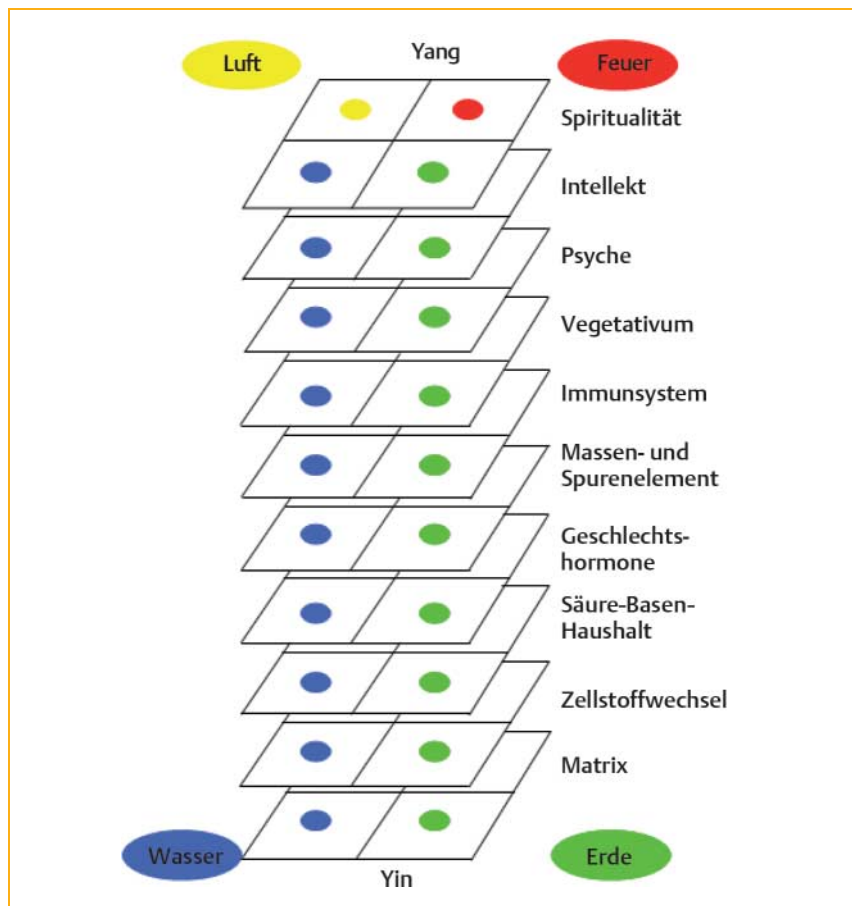 Yang
Luft
Feuer
Spiritualität
Intellekt
Psyche
Vegetativum
Immunsystem
Massen- und
Spurenelement
Geschlechts-
hormone
Säure-Basen-
Haushalt
Zellstoffwechsel
Matrix
Wasser
Erde
Yin